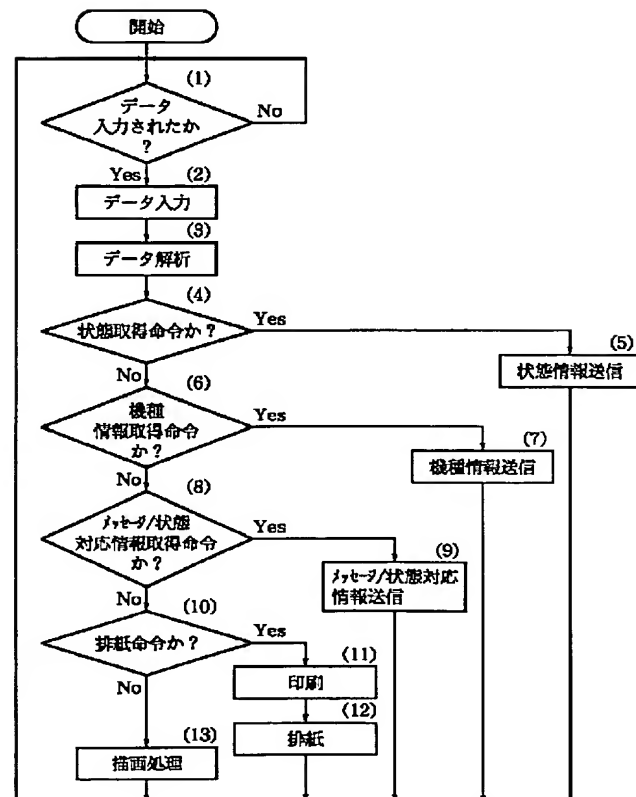 開始
(1)
データ
入力されたか
?
No
Yes
(2)
データ入力
(3)
データ解析
(4)
状態取得命令か?
Yes
(5)
状態情報送信
No
(6)
機種
情報取得命令
か?
Yes
(7)
機種情報送信
No
(8)
メッセージ/状態
対応情報取得命令
か?
Yes
(9)
メッセージ/状態対応
情報送信
No
(10)
排紙命令か?
Yes
(11)
印刷
(12)
排紙
No
(13)
描画処理